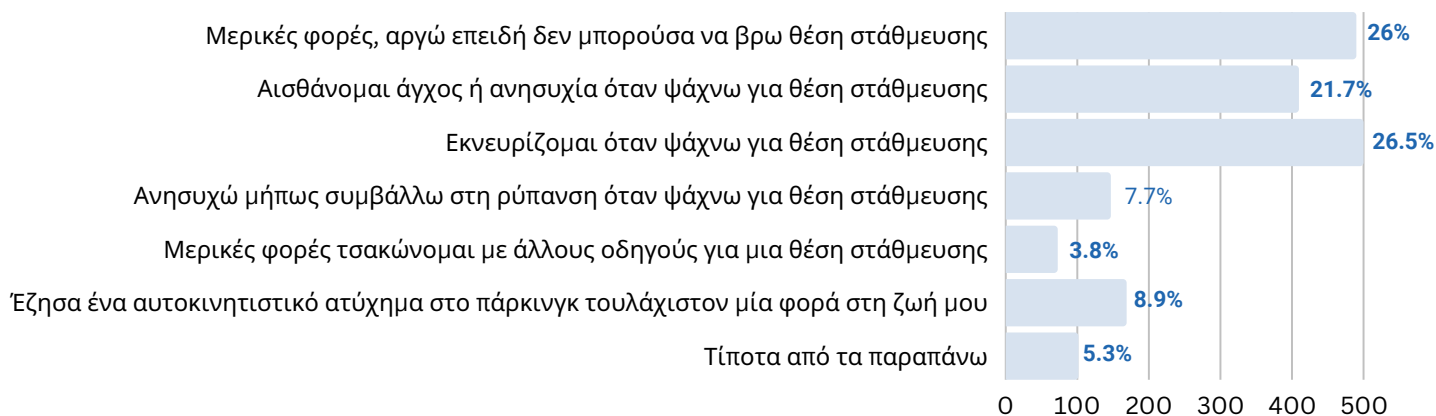 Μερικές φορές, αργώ επειδή δεν μπορούσα να βρω θέση στάθμευσης 26%
Αισθάνομαι άγχος ή ανησυχία όταν ψάχνω για θέση στάθμευσης 21.7%
Εκνευρίζομαι όταν ψάχνω για θέση στάθμευσης 26.5%
Ανησυχώ μήπως συμβάλλω στη ρύπανση όταν ψάχνω για θέση στάθμευσης 7.7%
Μερικές φορές τσακώνομαι με άλλους οδηγούς για μια θέση στάθμευσης 3.8%
Έζησα ένα αυτοκινητιστικό ατύχημα στο πάρκινγκ τουλάχιστον μία φορά στη ζωή μου 8.9%
Τίποτα από τα παραπάνω 5.3%
0 100 200 300 400 500